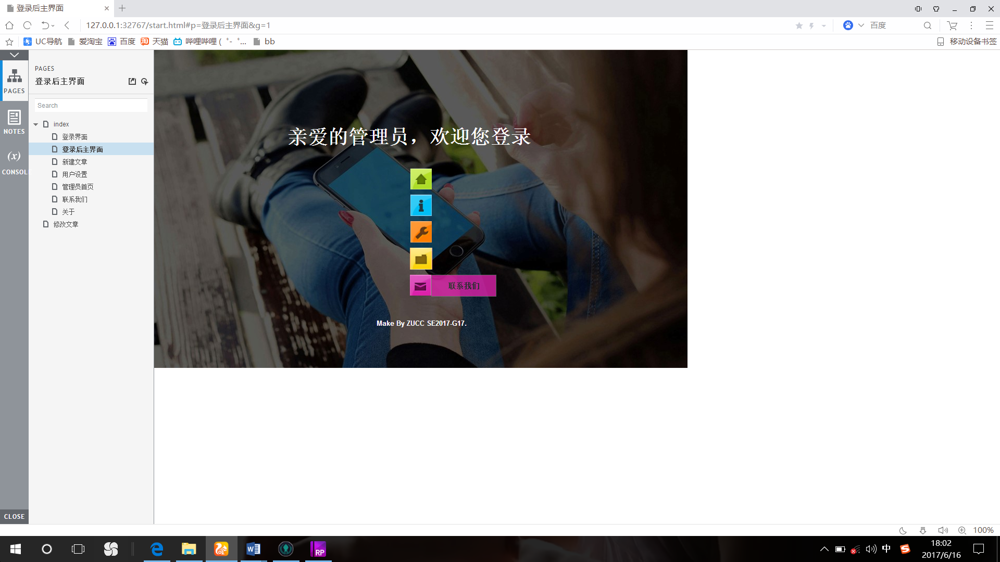 登录后主界面
127.0.0.1:32767/start.html#p=登录后主界面&g=1
百度
UC导航
爱淘宝
百度
天猫
哔哩哔哩 ( ゜- ゜...
bb
移动设备书签
PAGES
NOTES
(x)
CONSOL
CLOSE
PAGES
登录后主界面
Search
index
登录界面
登录后主界面
新建文章
用户设置
管理员首页
联系我们
关于
修改文章
亲爱的管理员，欢迎您登录
联系我们
Make By ZUCC SE2017-G17.
100%
RP
中
18:02
2017/6/16